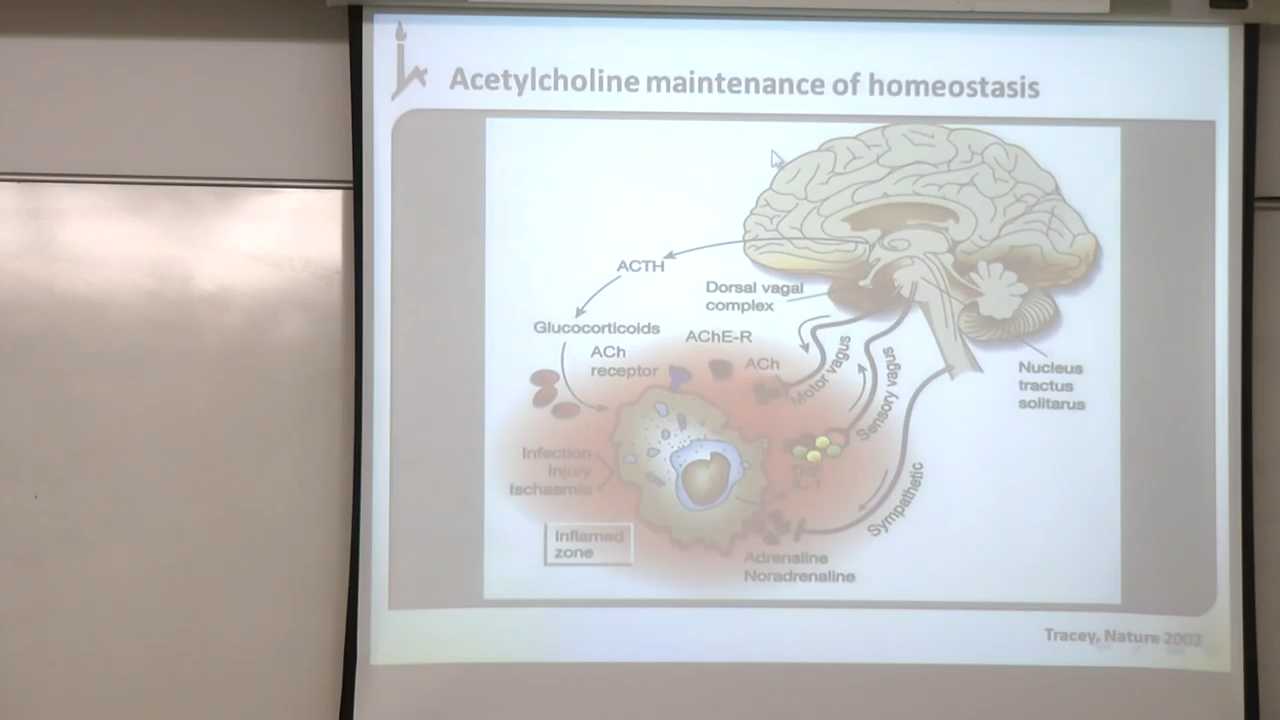 Acetylcholine maintenance of homeostasis
ACTH
Dorsal vagal
complex
Glucocorticoids
AChE-R
ACh
receptor
ACh
Motor vagus
Sensory vagus
Nucleus
tractus
solitarus
Infection
Injury
Ischaemia
Sympathetic
Inflamed
zone
Adrenaline
Noradrenaline
Tracey, Nature 2002